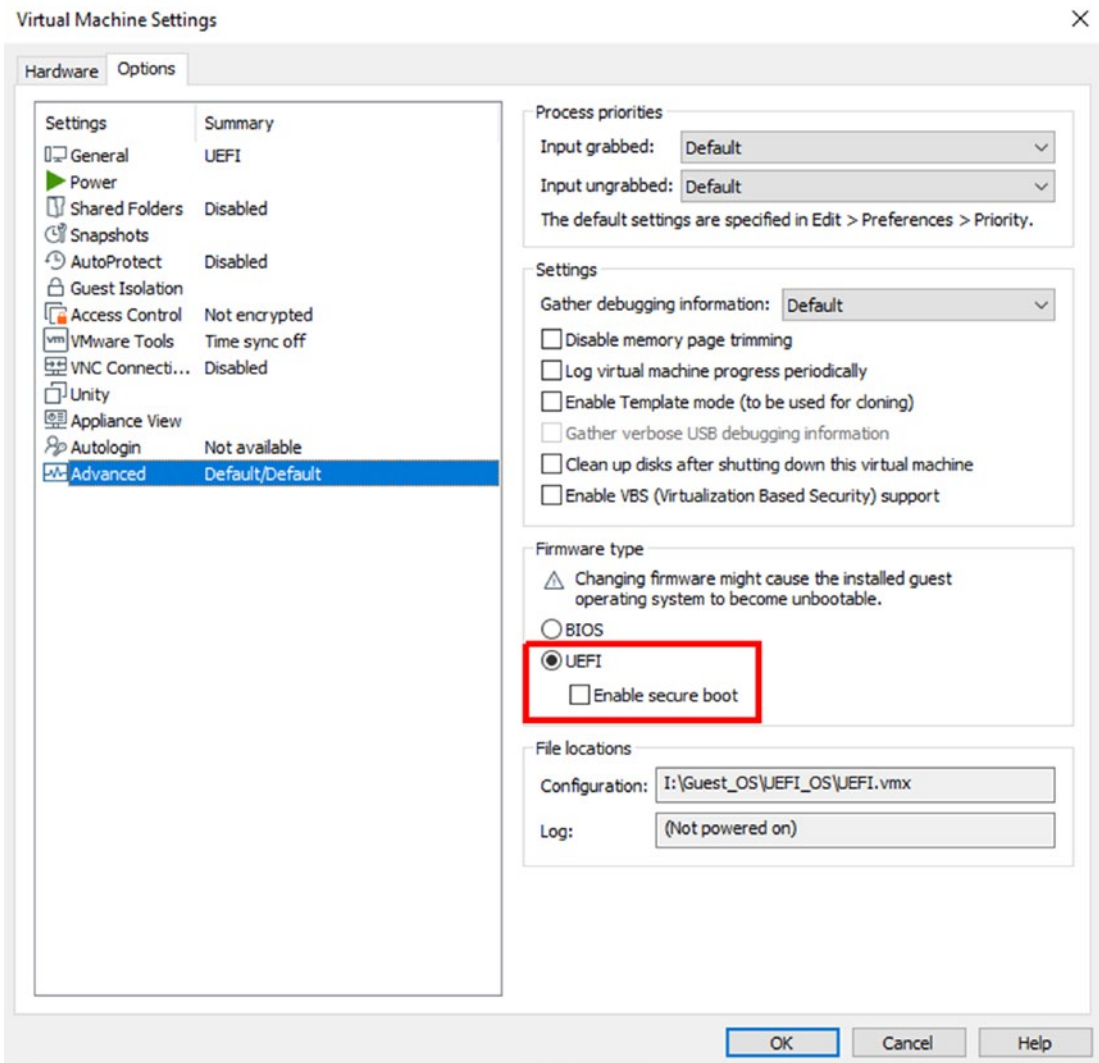 Virtual Machine Settings
Hardware
Options
Settings Summary
General UEFI
Power
Shared Folders Disabled
Snapshots
AutoProtect Disabled
Guest Isolation
Access Control Not encrypted
vm VMware Tools Time sync off
VNC Connecti... Disabled
Unity
Appliance View
Autologin Not available
Advanced Default/Default
Process priorities
Input grabbed: Default
Input ungrabbed: Default
The default settings are specified in Edit > Preferences > Priority.
Settings
Gather debugging information: Default
Disable memory page trimming
Log virtual machine progress periodically
Enable Template mode (to be used for cloning)
Gather verbose USB debugging information
Clean up disks after shutting down this virtual machine
Enable VBS (Virtualization Based Security) support
Firmware type
Changing firmware might cause the installed guest
operating system to become unbootable.
BIOS
UEFI
Enable secure boot
File locations
Configuration: I:\Guest_OS\UEFI_OS\UEFI.vmx
Log: (Not powered on)
OK Cancel Help